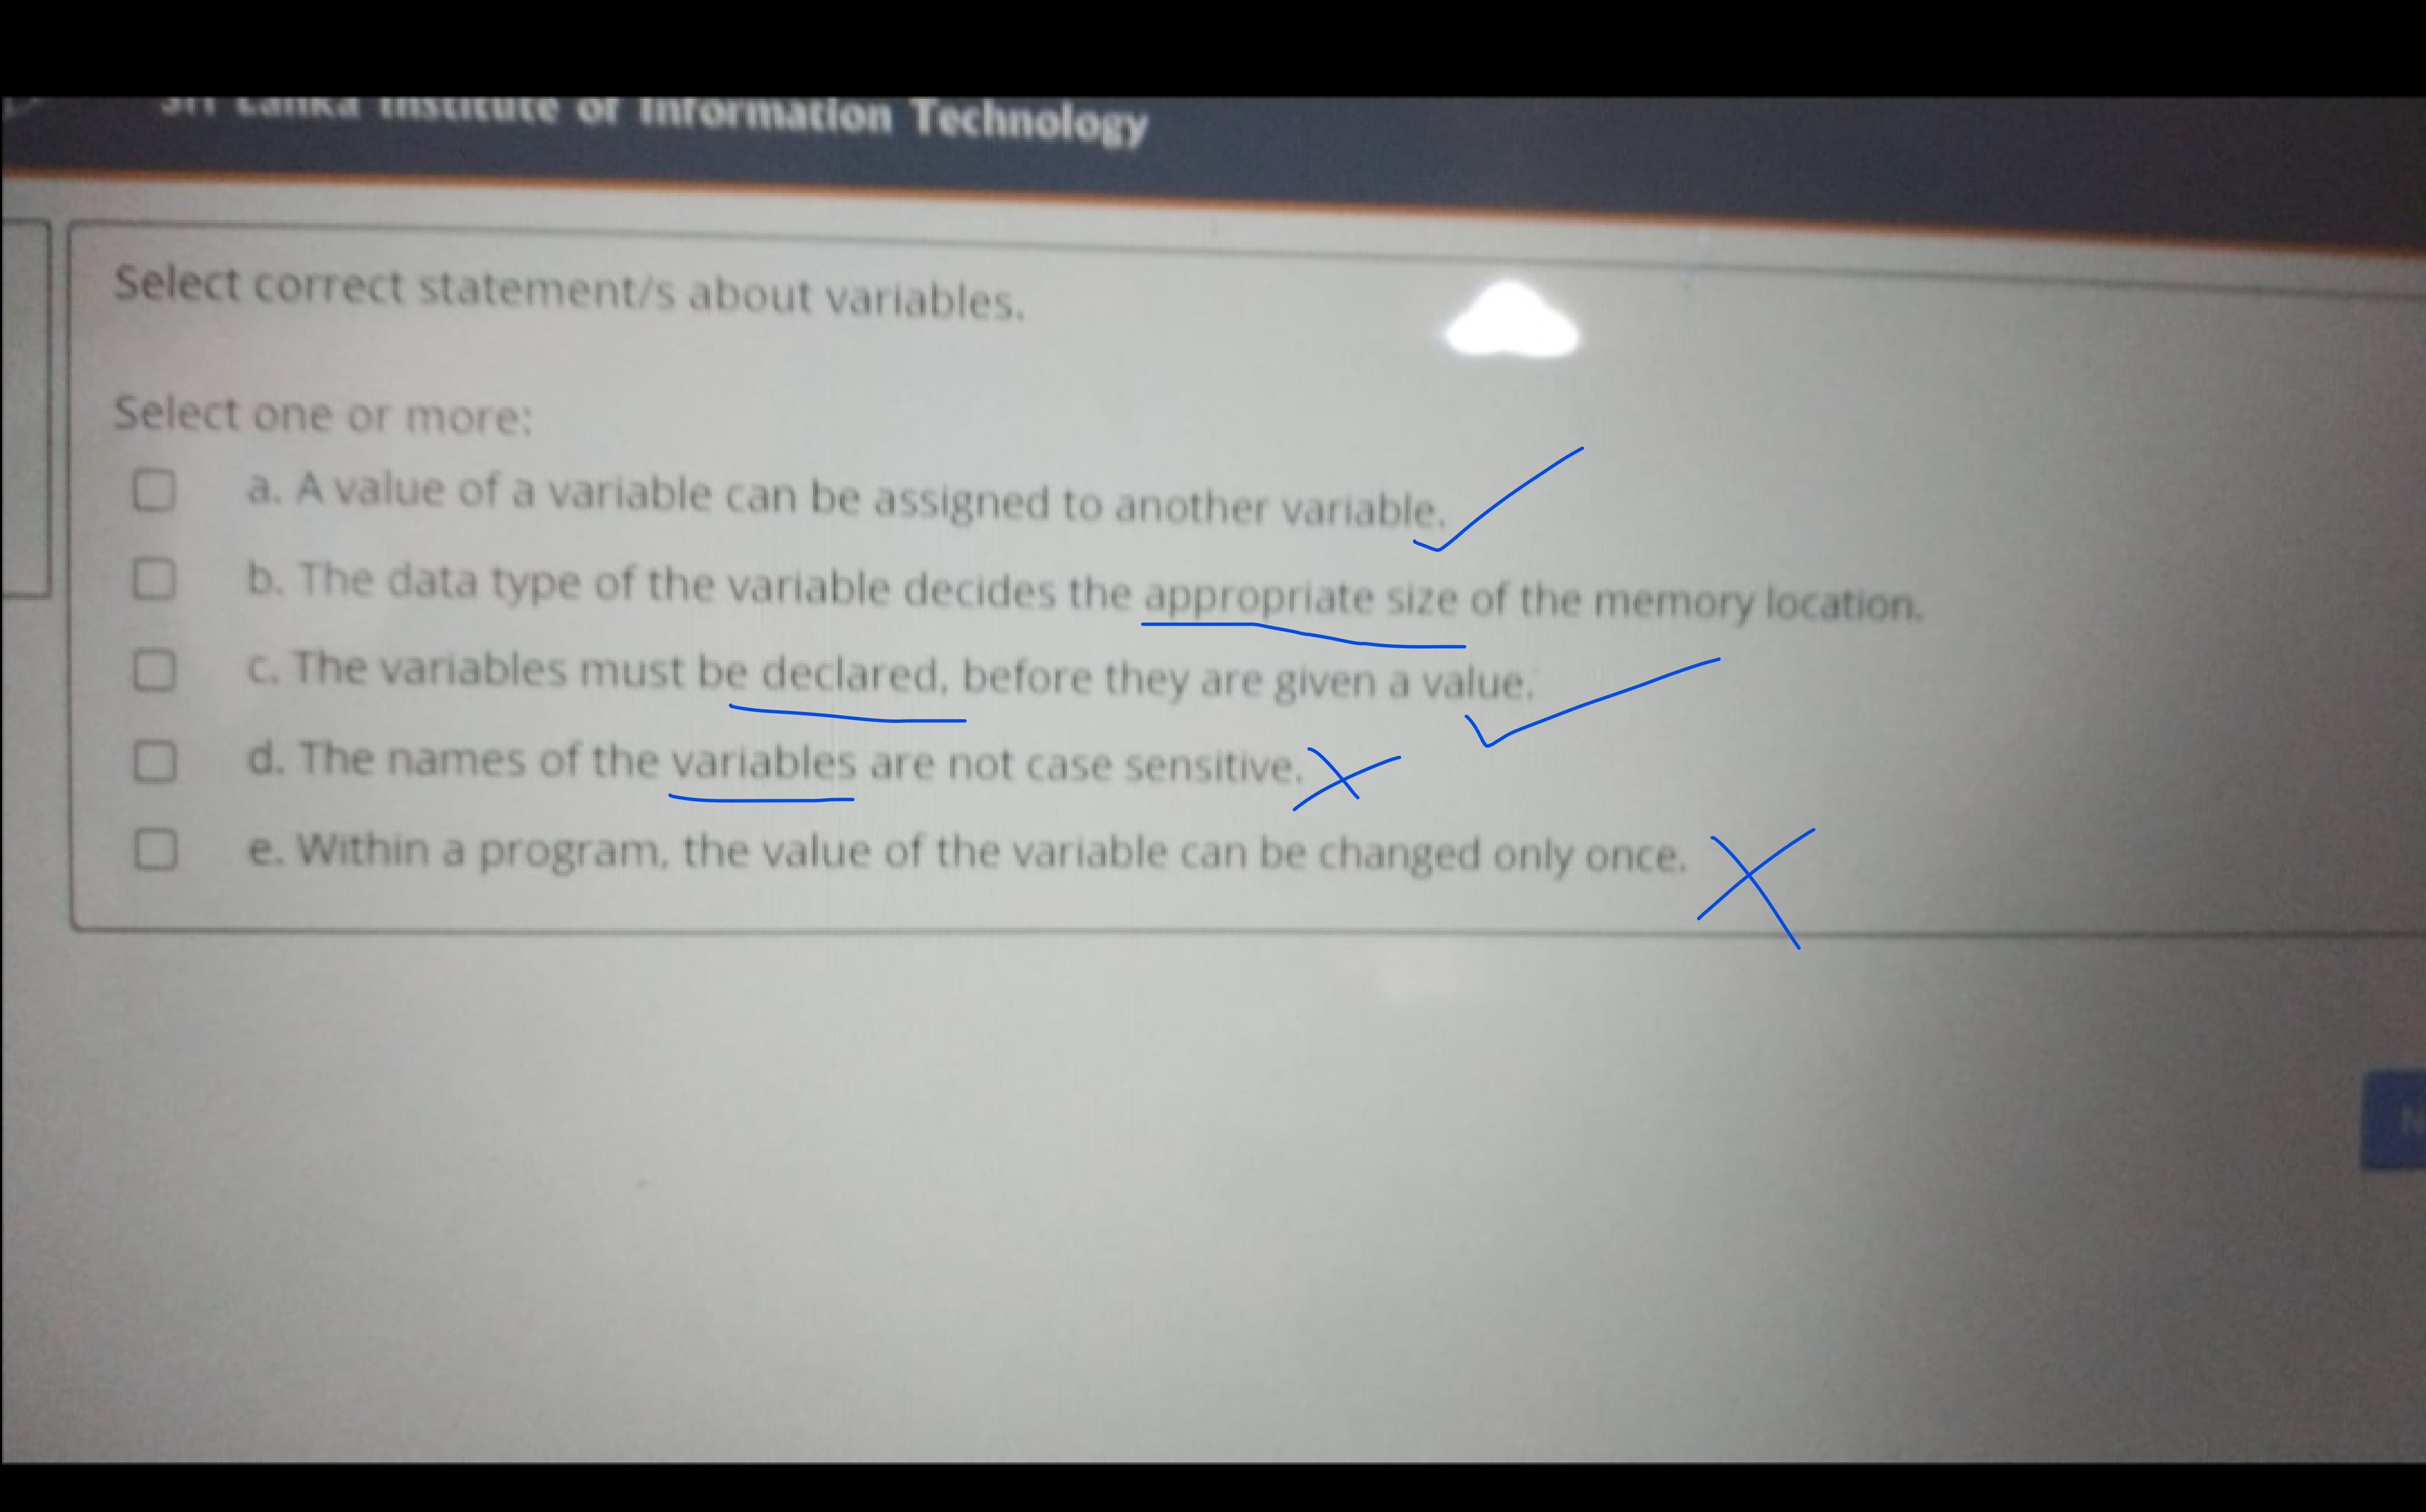 Sri Lanka Institute of Information Technology
Select correct statement/s about variables.
Select one or more:
a. A value of a variable can be assigned to another variable.
b. The data type of the variable decides the appropriate size of the memory location.
c. The variables must be declared, before they are given a value.
d. The names of the variables are not case sensitive.
e. Within a program, the value of the variable can be changed only once.